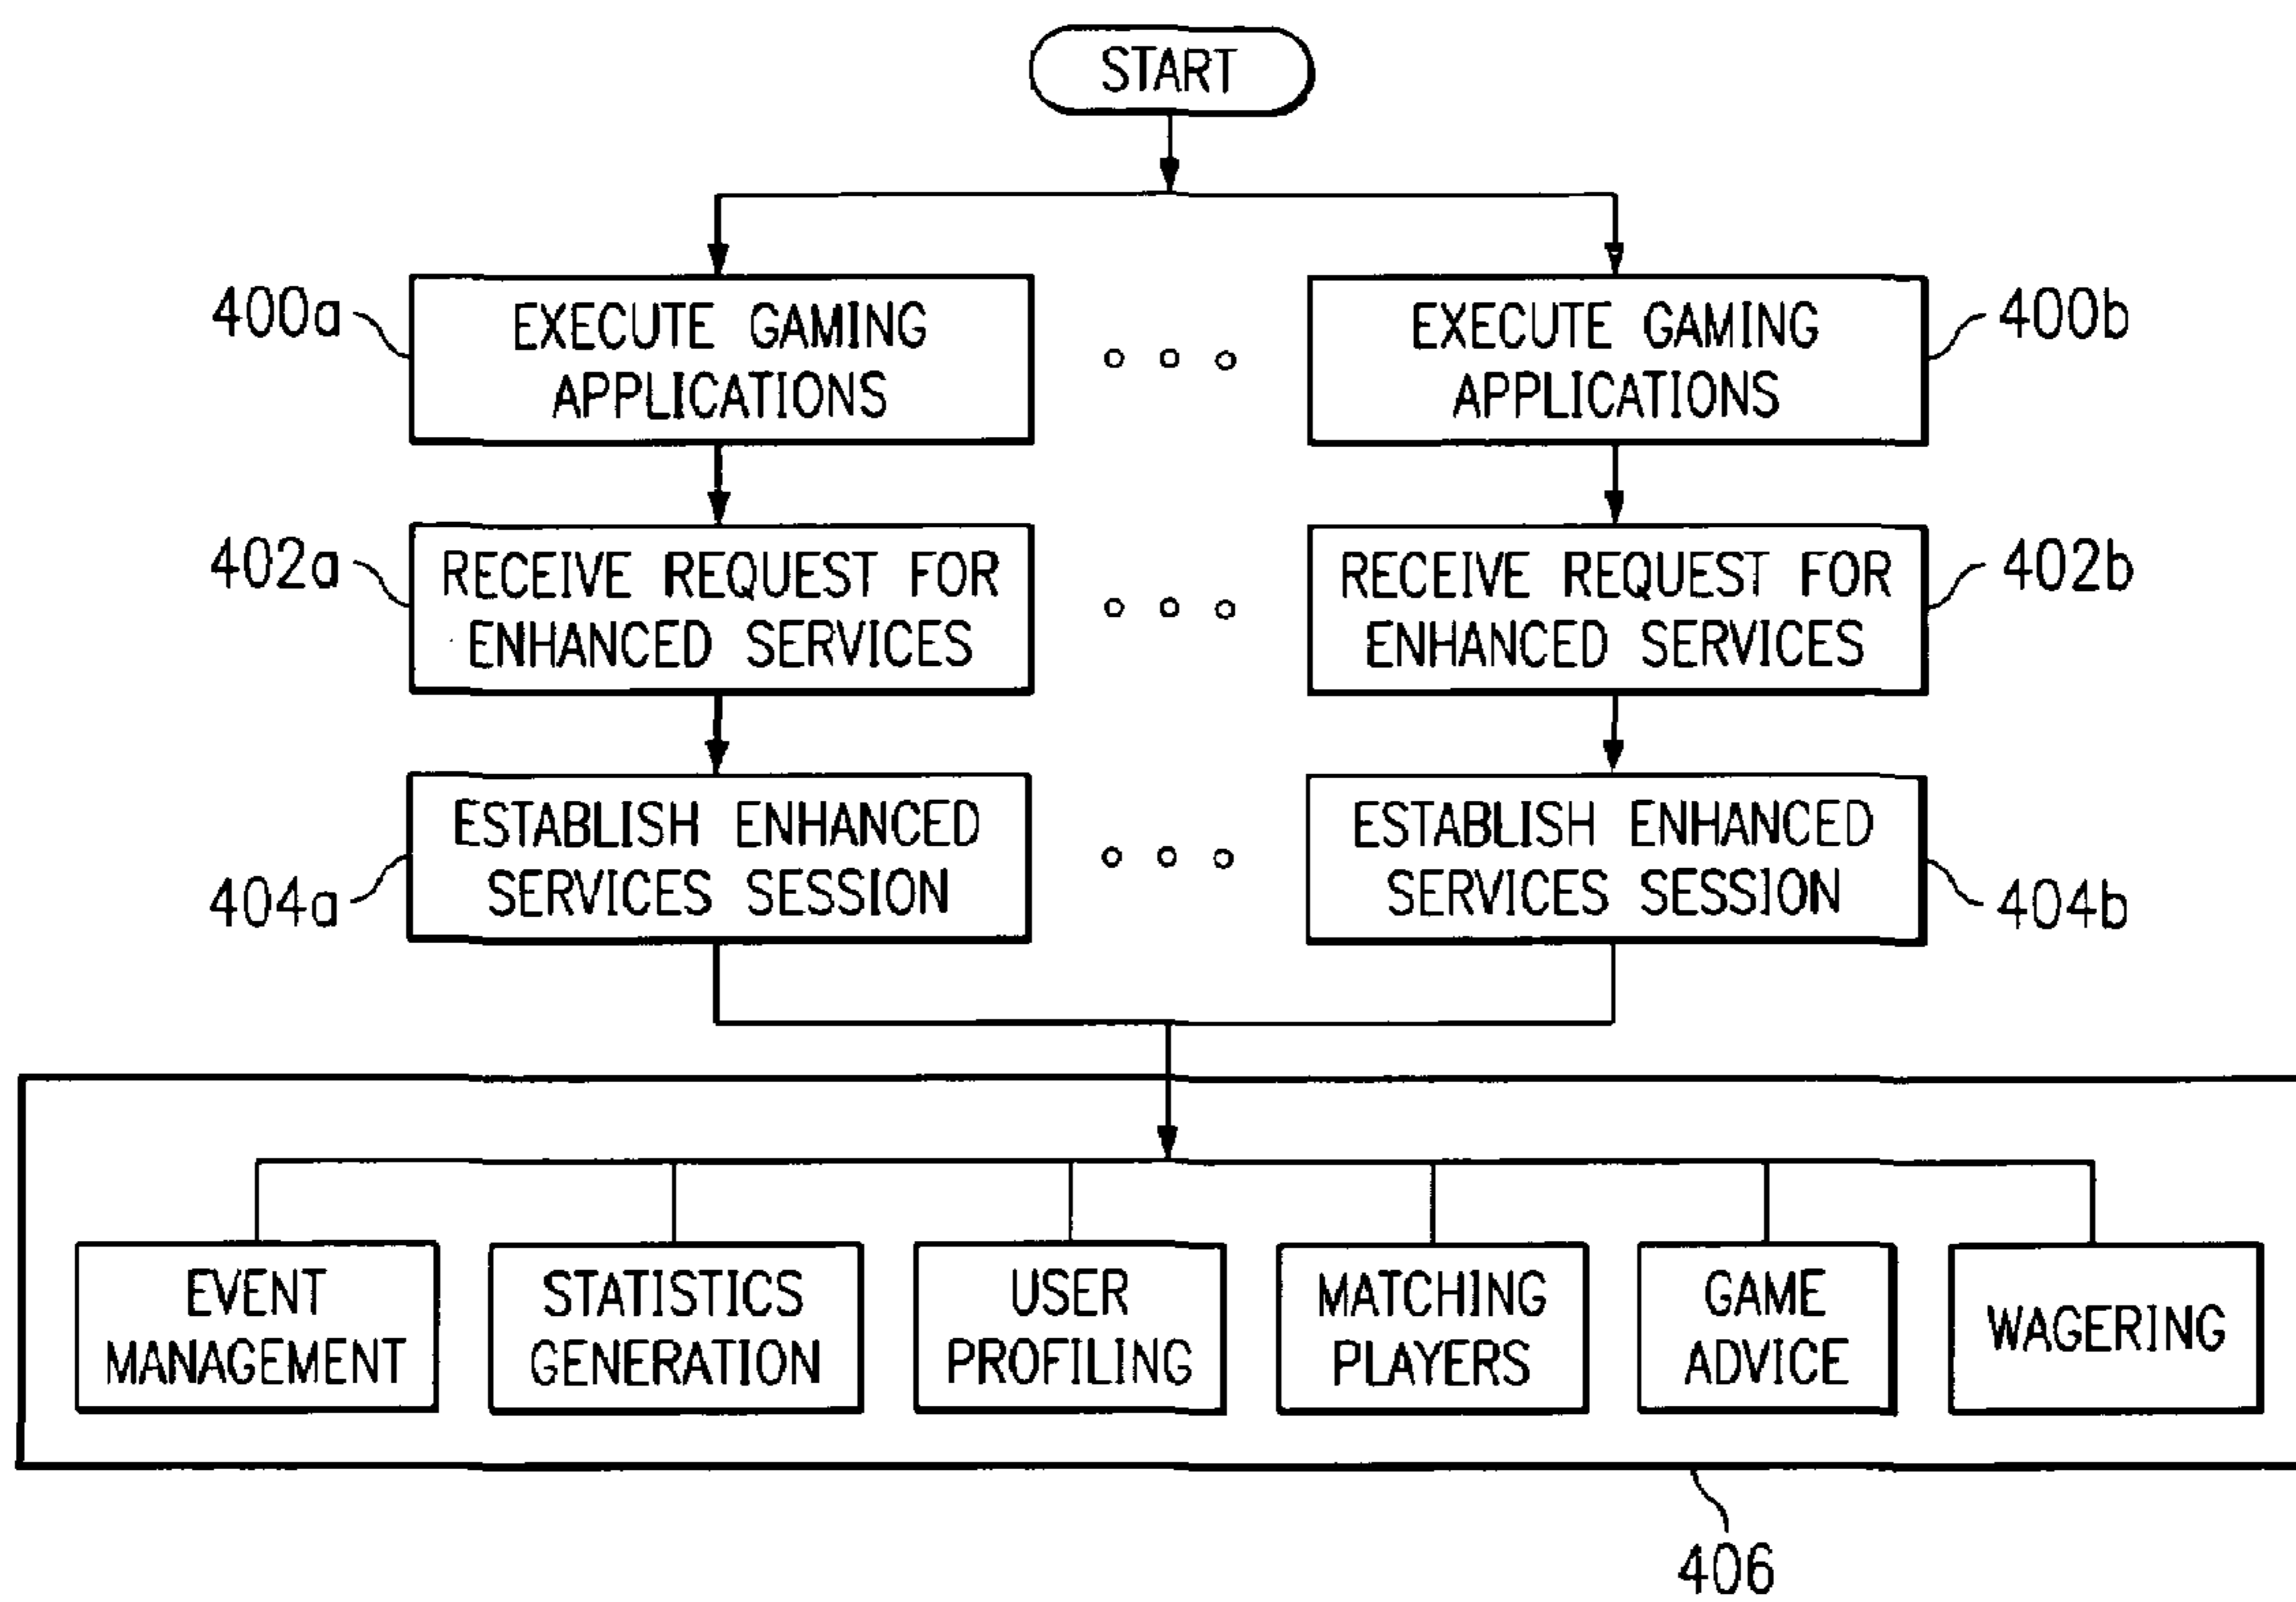 START
400a
EXECUTE GAMING
APPLICATIONS
EXECUTE GAMING
APPLICATIONS
400b
402a
RECEIVE REQUEST FOR
ENHANCED SERVICES
RECEIVE REQUEST FOR
ENHANCED SERVICES
402b
404a
ESTABLISH ENHANCED
SERVICES SESSION
ESTABLISH ENHANCED
SERVICES SESSION
404b
EVENT
MANAGEMENT
STATISTICS
GENERATION
USER
PROFILING
MATCHING
PLAYERS
GAME
ADVICE
WAGERING
406